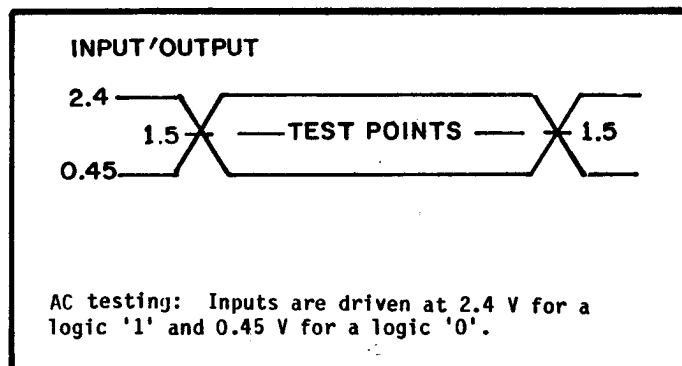 INPUT/OUTPUT
2.4
1.5 TEST POINTS 1.5
0.45
AC testing: Inputs are driven at 2.4 V for a
logic '1' and 0.45 V for a logic '0'.